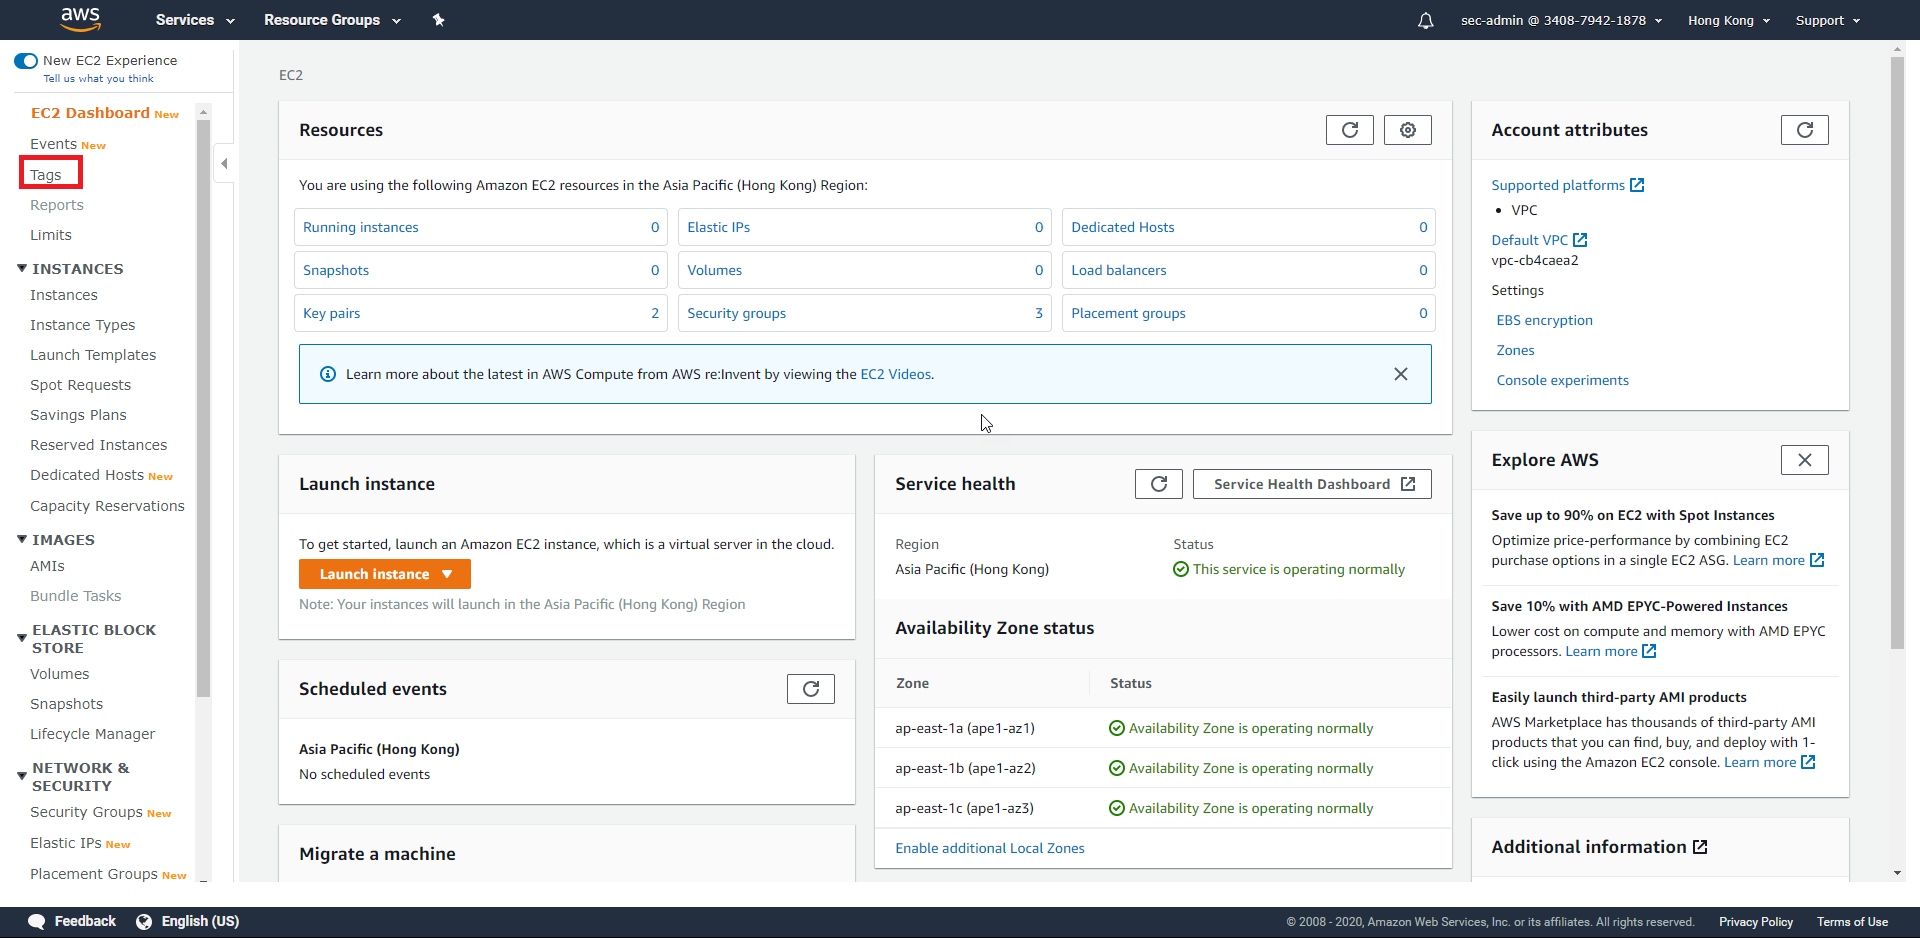 aws
Services
Resource Groups
sec-admin @ 3408-7942-1878
Hong Kong
Support
New EC2 Experience
Tell us what you think
EC2 Dashboard New
Events New
Tags
Reports
Limits
INSTANCES
Instances
Instance Types
Launch Templates
Spot Requests
Savings Plans
Reserved Instances
Dedicated Hosts New
Capacity Reservations
IMAGES
AMIs
Bundle Tasks
ELASTIC BLOCK
STORE
Volumes
Snapshots
Lifecycle Manager
NETWORK &
SECURITY
Security Groups New
Elastic IPs New
Placement Groups New
EC2
Resources
You are using the following Amazon EC2 resources in the Asia Pacific (Hong Kong) Region:
Running instances 0
Elastic IPs 0
Dedicated Hosts 0
Snapshots 0
Volumes 0
Load balancers 0
Key pairs 2
Security groups 3
Placement groups 0
Learn more about the latest in AWS Compute from AWS re:Invent by viewing the EC2 Videos.
Launch instance
To get started, launch an Amazon EC2 instance, which is a virtual server in the cloud.
Launch instance
Note: Your instances will launch in the Asia Pacific (Hong Kong) Region
Scheduled events
Asia Pacific (Hong Kong)
No scheduled events
Migrate a machine
Service health
Service Health Dashboard
Region
Status
Asia Pacific (Hong Kong)
This service is operating normally
Availability Zone status
Zone
Status
ap-east-1a (ape1-az1)
Availability Zone is operating normally
ap-east-1b (ape1-az2)
Availability Zone is operating normally
ap-east-1c (ape1-az3)
Availability Zone is operating normally
Enable additional Local Zones
Account attributes
Supported platforms
• VPC
Default VPC
vpc-cb4caea2
Settings
EBS encryption
Zones
Console experiments
Explore AWS
Save up to 90% on EC2 with Spot Instances
Optimize price-performance by combining EC2
purchase options in a single EC2 ASG. Learn more
Save 10% with AMD EPYC-Powered Instances
Lower cost on compute and memory with AMD EPYC
processors. Learn more
Easily launch third-party AMI products
AWS Marketplace has thousands of third-party AMI
products that you can find, buy, and deploy with 1-
click using the Amazon EC2 console. Learn more
Additional information
Feedback
English (US)
© 2008 - 2020, Amazon Web Services, Inc. or its affiliates. All rights reserved.
Privacy Policy
Terms of Use